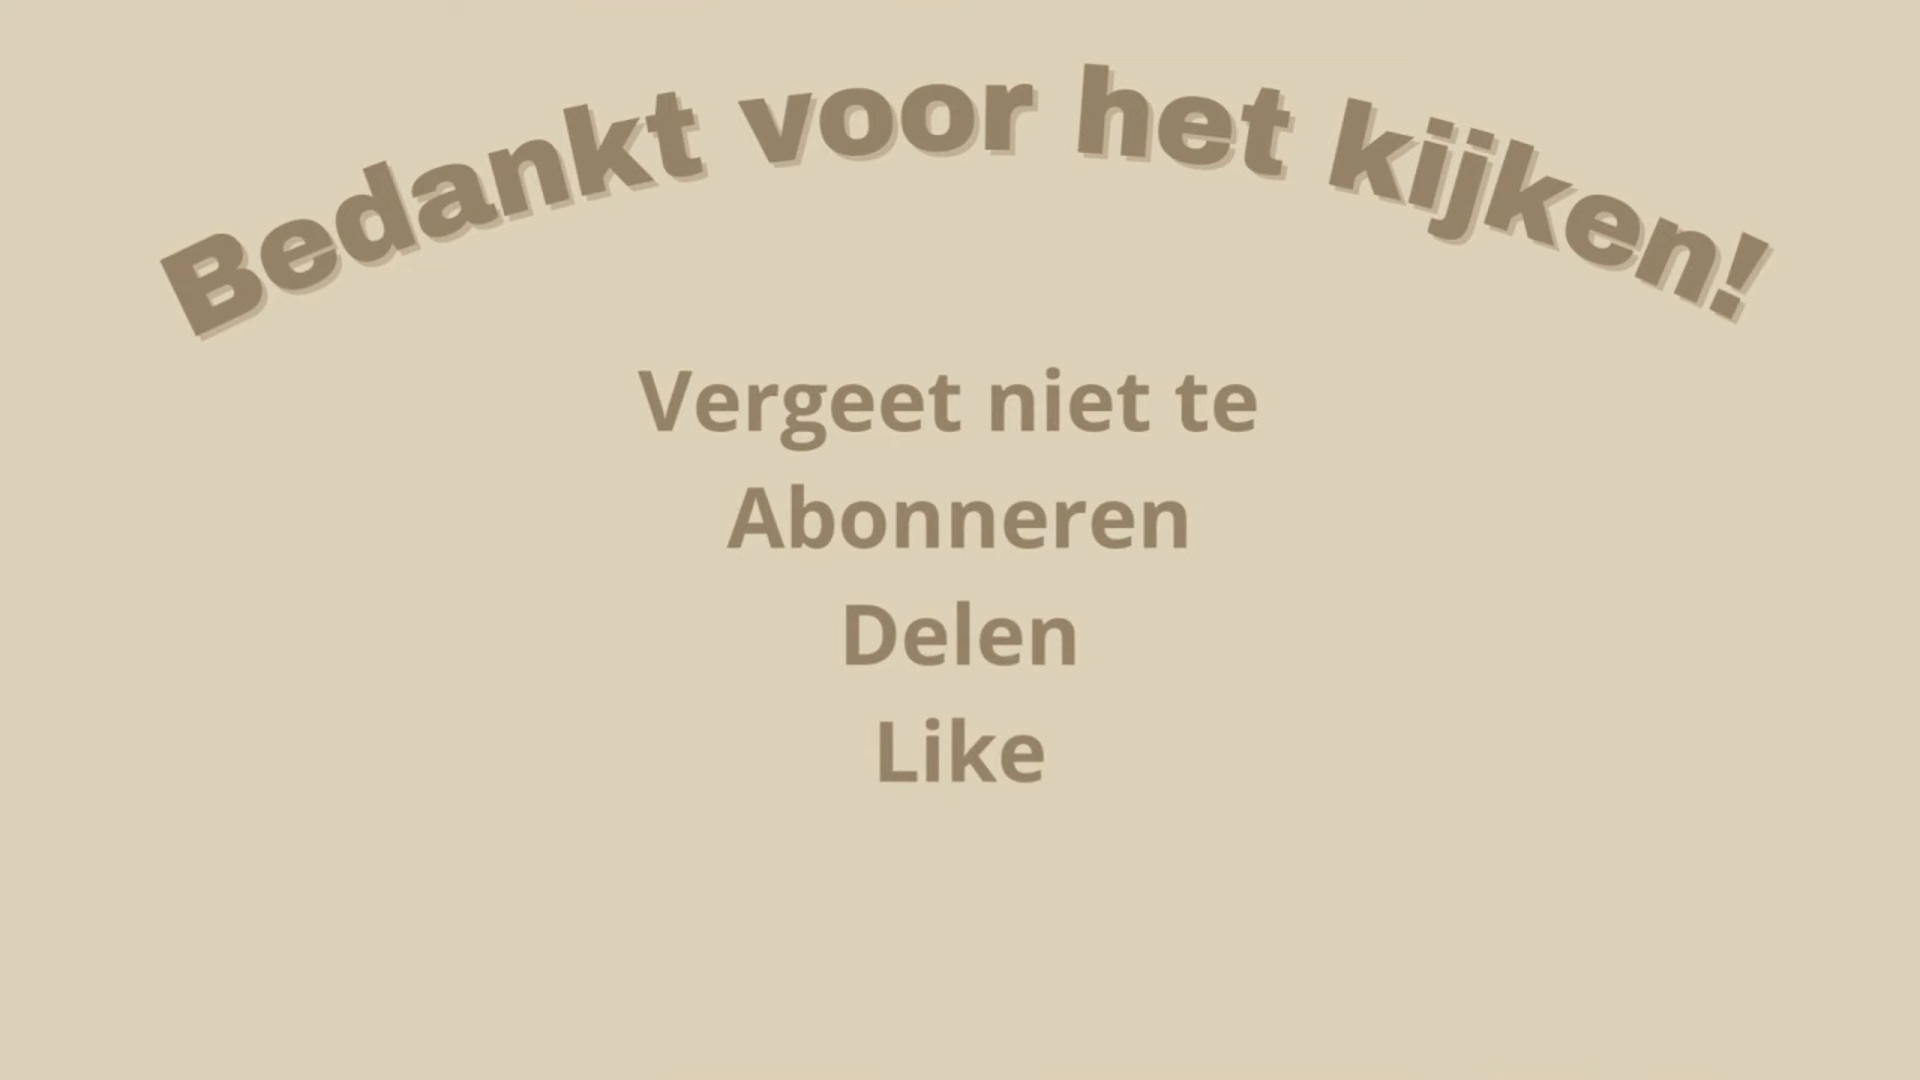 Bedankt voor het kijken!
Vergeet niet te
Abonneren
Delen
Like